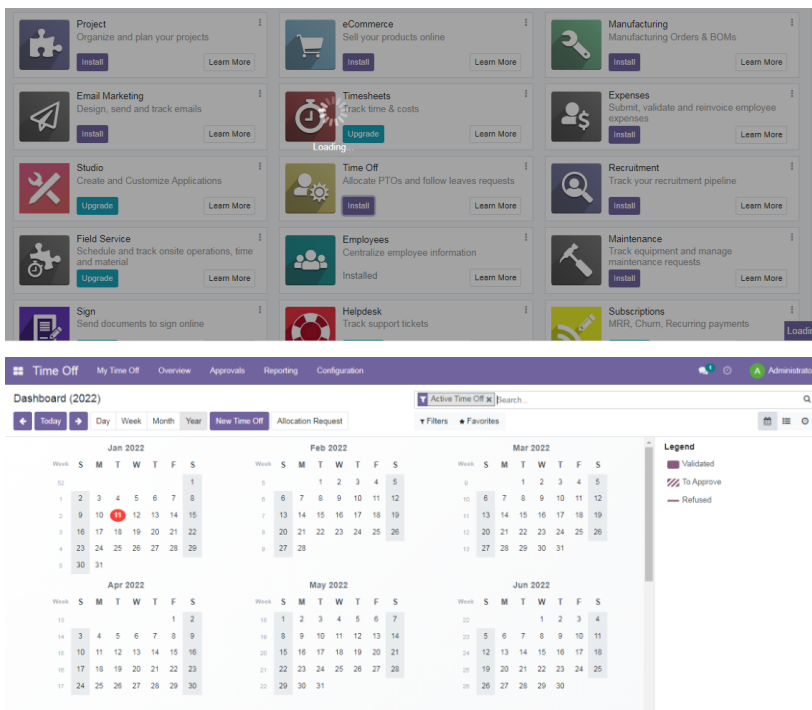 Project
Organize and plan your projects
Install
Learn More
eCommerce
Sell your products online
Install
Learn More
Manufacturing
Manufacturing Orders & BOMs
Install
Learn More
Email Marketing
Design, send and track emails
Install
Learn More
Timesheets
Track time & costs
Upgrade
Learn More
Loading...
Expenses
Submit, validate and reinvoice employee
expenses
Install
Learn More
Studio
Create and Customize Applications
Upgrade
Learn More
Time Off
Allocate PTOs and follow leaves requests
Install
Learn More
Recruitment
Track your recruitment pipeline
Install
Learn More
Field Service
Schedule and track onsite operations, time
and material
Upgrade
Learn More
Employees
Centralize employee information
Installed
Learn More
Maintenance
Track equipment and manage
maintenance requests
Install
Learn More
Sign
Send documents to sign online
Helpdesk
Track support tickets
Subscriptions
MRR, Churn, Recurring payments
Loadin
Time Off My Time Off Overview Approvals Reporting Configuration 1 A Administrato
Dashboard (2022) Active Time Off x Search...
Today Day Week Month Year New Time Off Allocation Request Filters Favorites
Jan 2022
Week S M T W T F S
52 1
1 2 3 4 5 6 7 8
2 9 10 11 12 13 14 15
3 16 17 18 19 20 21 22
4 23 24 25 26 27 28 29
5 30 31
Feb 2022
Week S M T W T F S
5 1 2 3 4 5
6 6 7 8 9 10 11 12
7 13 14 15 16 17 18 19
8 20 21 22 23 24 25 26
9 27 28
Mar 2022
Week S M T W T F S
9 1 2 3 4 5
10 6 7 8 9 10 11 12
11 13 14 15 16 17 18 19
12 20 21 22 23 24 25 26
13 27 28 29 30 31
Legend
Validated
To Approve
Refused
Apr 2022
Week S M T W T F S
13 1 2
14 3 4 5 6 7 8 9
15 10 11 12 13 14 15 16
16 17 18 19 20 21 22 23
17 24 25 26 27 28 29 30
May 2022
Week S M T W T F S
18 1 2 3 4 5 6 7
19 8 9 10 11 12 13 14
20 15 16 17 18 19 20 21
21 22 23 24 25 26 27 28
22 29 30 31
Jun 2022
Week S M T W T F S
22 1 2 3 4
23 5 6 7 8 9 10 11
24 12 13 14 15 16 17 18
25 19 20 21 22 23 24 25
26 26 27 28 29 30